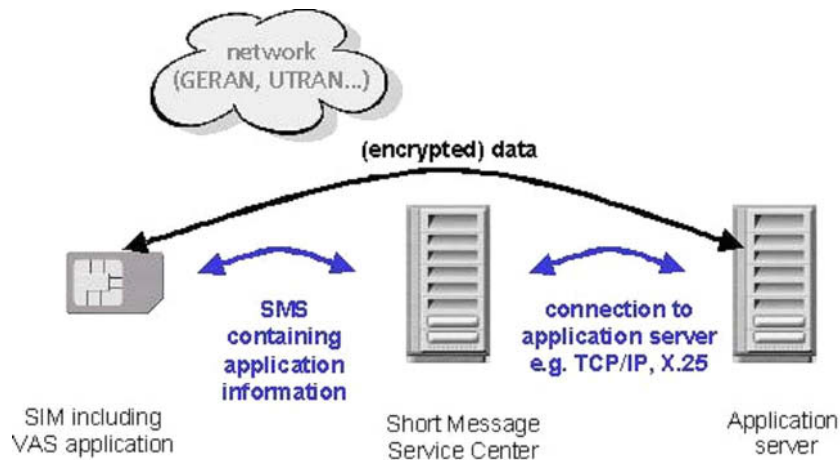 network
(GERAN, UTRAN...)
(encrypted) data
SMS
containing
application
information
connection to
application server
e.g. TCP/IP, X.25
SIM including
VAS application
Short Message
Service Center
Application
server